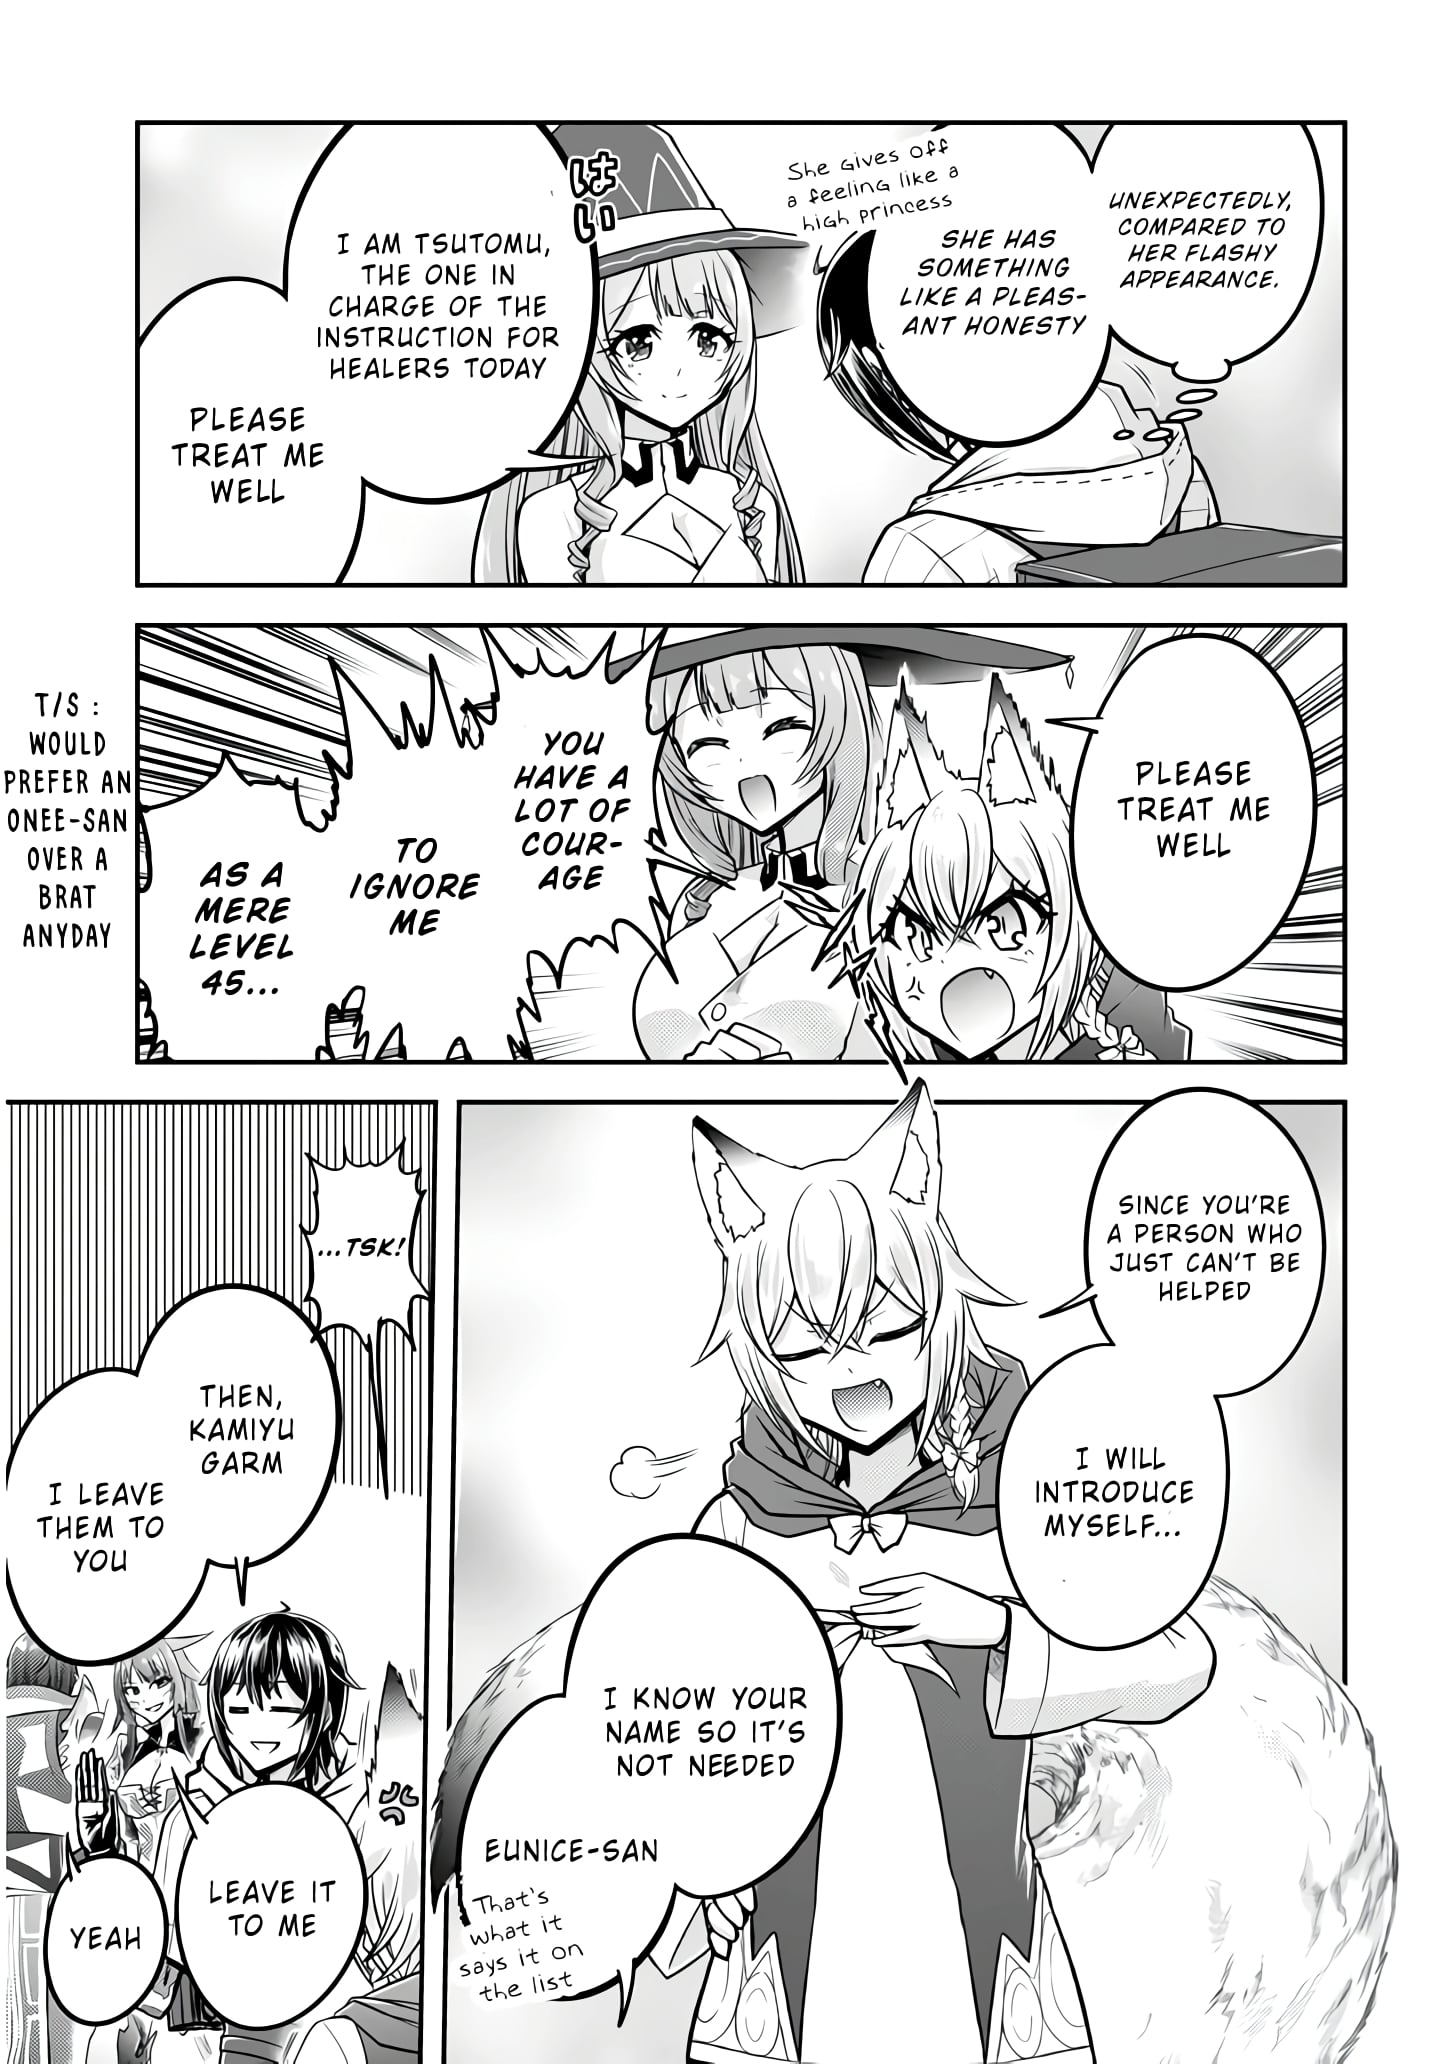 UNEXPECTEDLY,
COMPARED TO
HER FLASHY
APPEARANCE.
SHE HAS
SOMETHING
LIKE A PLEAS-
ANT HONESTY
She gives off
a feeling like a
high princess
はい
I AM TSUTOMU,
THE ONE IN
CHARGE OF THE
INSTRUCTION FOR
HEALERS TODAY
PLEASE
TREAT ME
WELL
PLEASE
TREAT ME
WELL
YOU
HAVE A
LOT OF
COUR-
AGE
TO
IGNORE
ME
AS A
MERE
LEVEL
45...
T/S :
WOULD
PREFER AN
ONEE-SAN
OVER A
BRAT
ANYDAY
SINCE YOU'RE
A PERSON WHO
JUST CAN'T BE
HELPED
I WILL
INTRODUCE
MYSELF...
I KNOW YOUR
NAME SO IT'S
NOT NEEDED
EUNICE-SAN
That's
what it
says it on
the list
...TSK!
THEN,
KAMIYU
GARM
I LEAVE
THEM TO
YOU
LEAVE IT
TO ME
YEAH